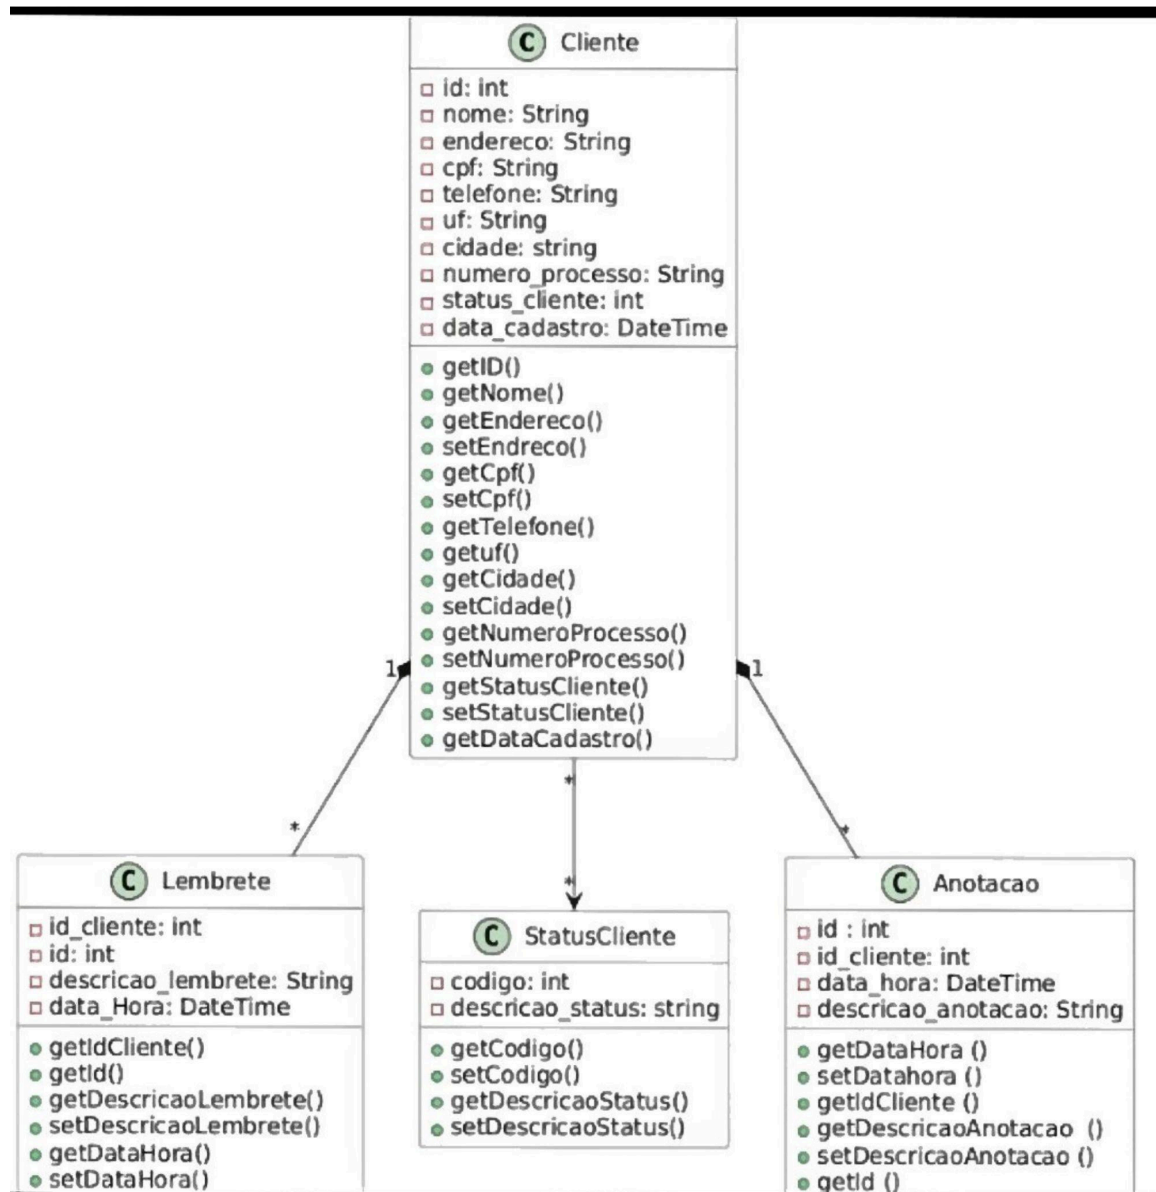 C Cliente
id: int
nome: String
endereco: String
cpf: String
telefone: String
uf: String
cidade: string
numero_processo: String
status_cliente: int
data_cadastro: DateTime
getID()
getNome()
getEndereco()
setEndreco()
getCpf()
setCpf()
getTelefone()
getuf()
getCidade()
setCidade()
getNumeroProcesso()
setNumeroProcesso()
getStatusCliente()
setStatusCliente()
getDataCadastro()
1
1
*
*
*
*
C Lembrete
id_cliente: int
id: int
descricao_lembrete: String
data_Hora: DateTime
getIdCliente()
getId()
getDescricaoLembrete()
setDescricaoLembrete()
getDataHora()
setDataHora()
C StatusCliente
codigo: int
descricao_status: string
getCodigo()
setCodigo()
getDescricaoStatus()
setDescricaoStatus()
C Anotacao
id : int
id_cliente: int
data_hora: DateTime
descricao_anotacao: String
getDataHora ()
setDatahora ()
getIdCliente ()
getDescricaoAnotacao ()
setDescricaoAnotacao ()
getId ()